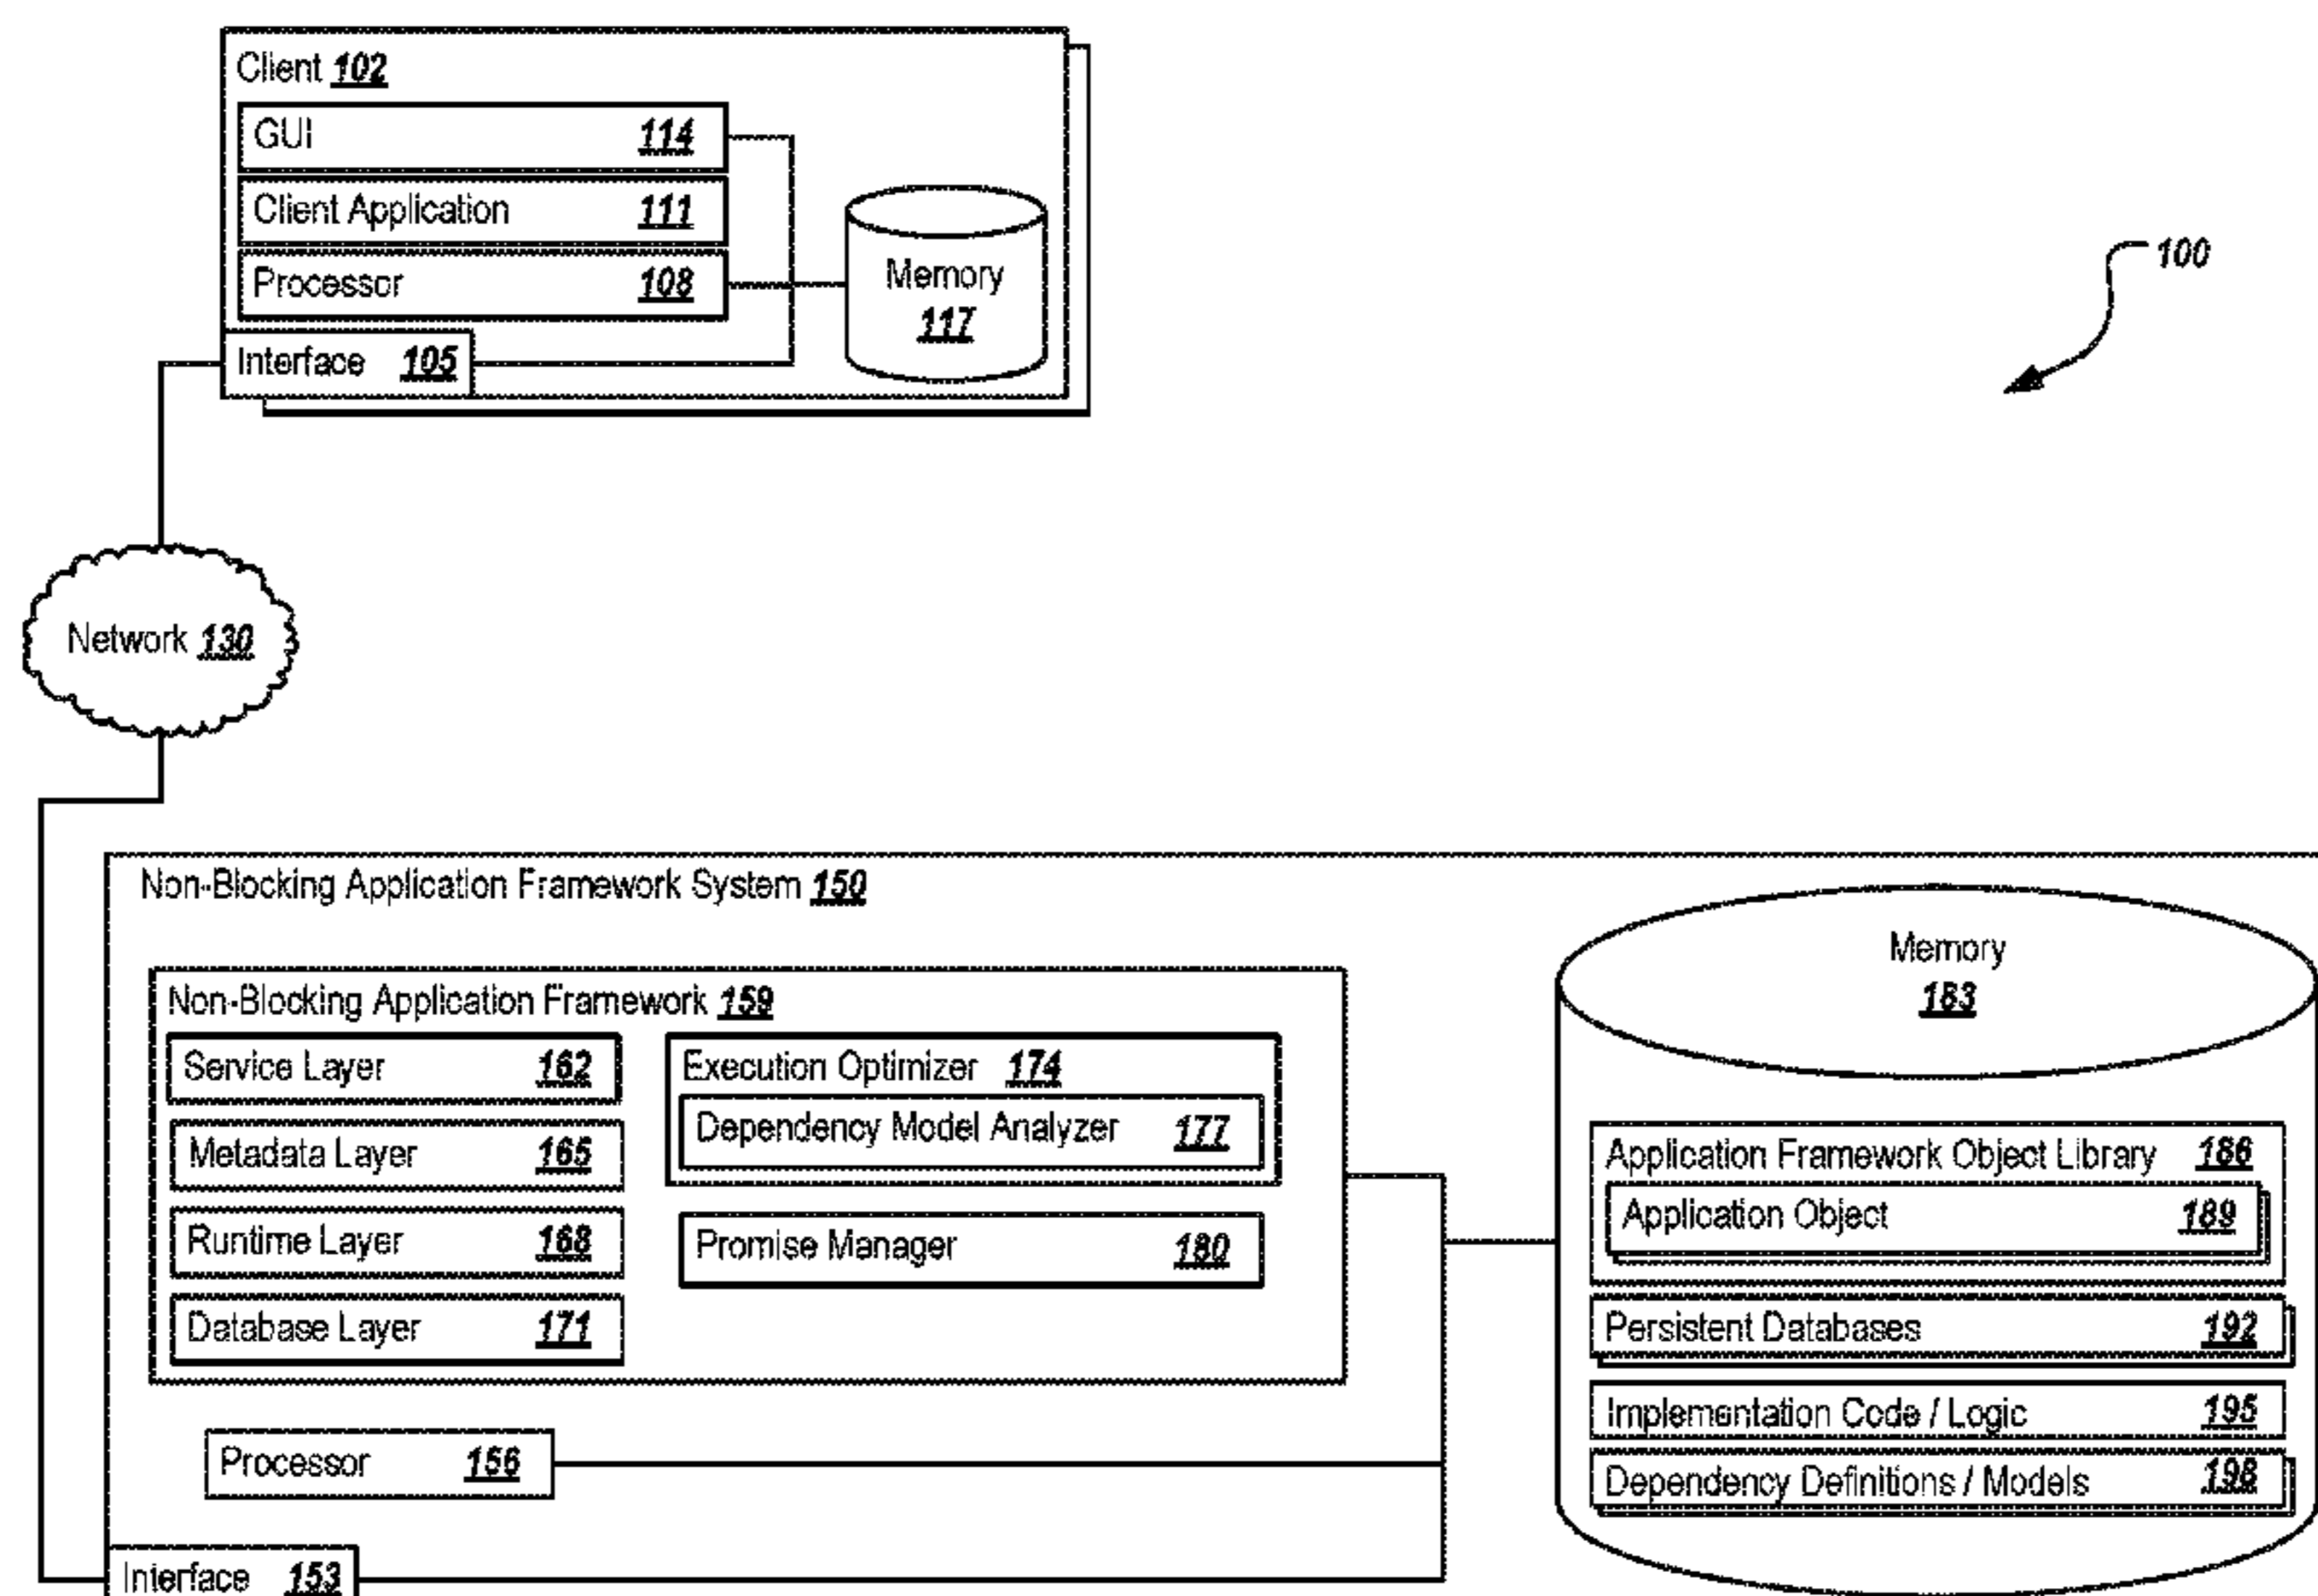 Client 102
GUI 114
Client Application 111
Processor 108
Memory
117
Interface 105
100
Network 130
Non-Blocking Application Framework System 150
Memory
183
Non-Blocking Application Framework 159
Service Layer 162
Execution Optimizer 174
Metadata Layer 165
Dependency Model Analyzer 177
Runtime Layer 168
Promise Manager 180
Database Layer 171
Application Framework Object Library 186
Application Object 189
Persistent Databases 192
Implementation Code / Logic 195
Dependency Definitions / Models 198
Processor 156
Interface 153